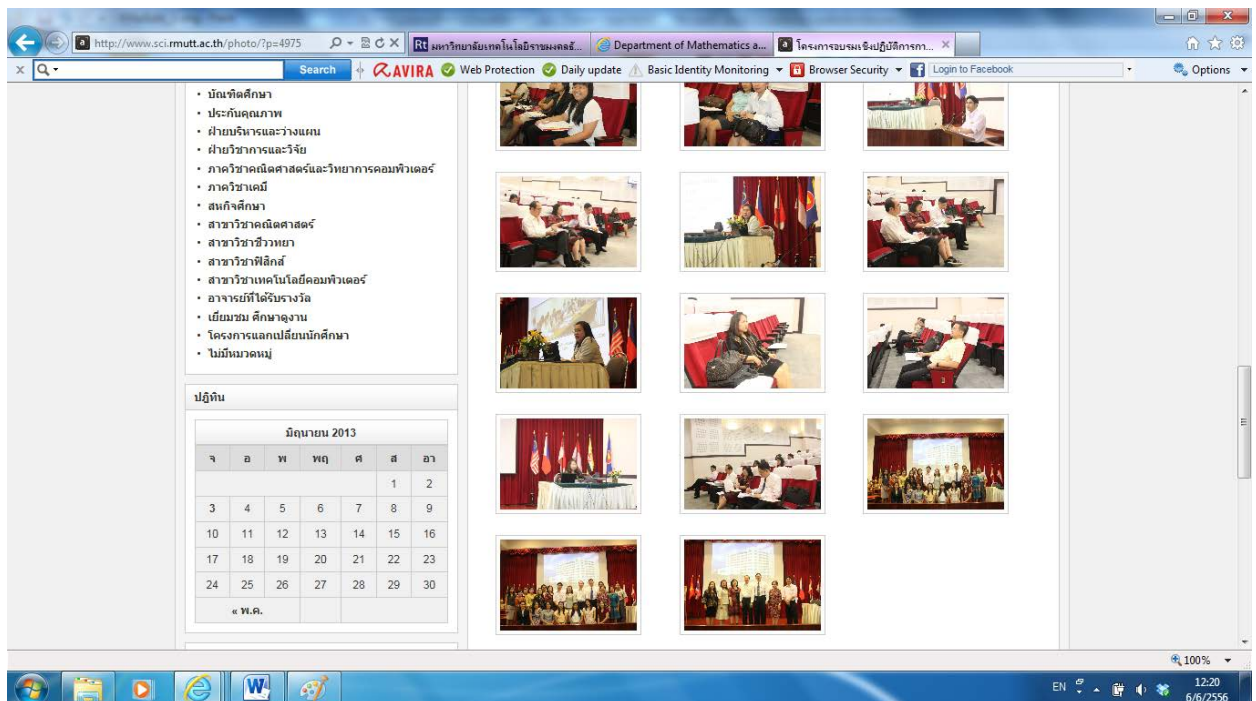 http://www.sci.rmutt.ac.th/photo/?p=4975
Rt มหาวิทยาลัยเทคโนโลยีราชมงคลธั...
Department of Mathematics a...
โครงการอบรมเชิงปฏิบัติการกา...
Search
AVIRA
Web Protection
Daily update
Basic Identity Monitoring
Browser Security
Login to Facebook
Options
• บัณฑิตศึกษา
• ประกันคุณภาพ
• ฝ่ายบริหารและว่างแผน
• ฝ่ายวิชาการและวิจัย
• ภาควิชาคณิตศาสตร์และวิทยาการคอมพิวเตอร์
• ภาควิชาเคมี
• สหกิจศึกษา
• สาขาวิชาคณิตศาสตร์
• สาขาวิชาชีววทยา
• สาขาวิชาฟิสิกส์
• สาขาวิชาเทคโนโลยีคอมพิวเตอร์
• อาจารย์ที่ได้รับรางวัล
• เยี่ยมชม ศึกษาดูงาน
• โครงการแลกเปลี่ยนนักศึกษา
• ไม่มีหมวดหมู่
ปฏิทิน
มิถุนายน 2013
จ อ พ พฤ ศ ส อา
1 2
3 4 5 6 7 8 9
10 11 12 13 14 15 16
17 18 19 20 21 22 23
24 25 26 27 28 29 30
« พ.ค.
100%
EN
12:20
6/6/2556